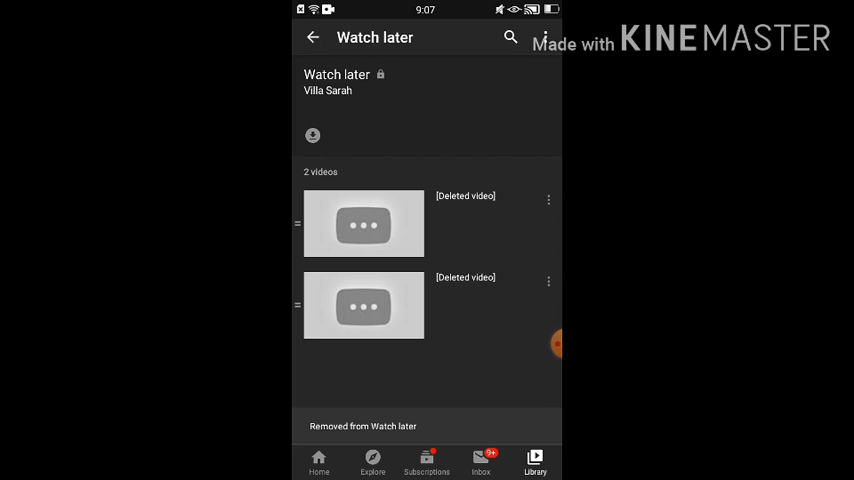 9:07
Watch later
Made with KINEMASTER
Watch later
Villa Sarah
2 videos
[Deleted video]
[Deleted video]
Removed from Watch later
9+
Home Explore Subscriptions Inbox Library